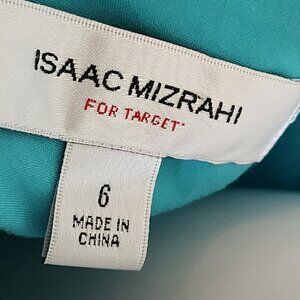 ISAAC MIZRAHI
FOR TARGET
6
MADE IN
CHINA